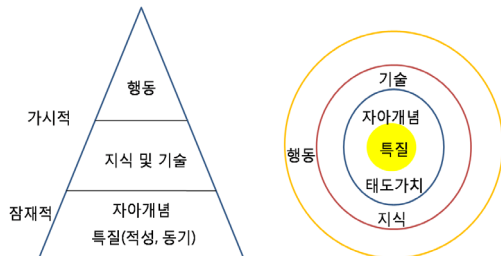 행동
가시적
지식 및 기술
잠재적
자아개념
특질(적성, 동기)
기술
자아개념
특질
행동
태도가치
지식